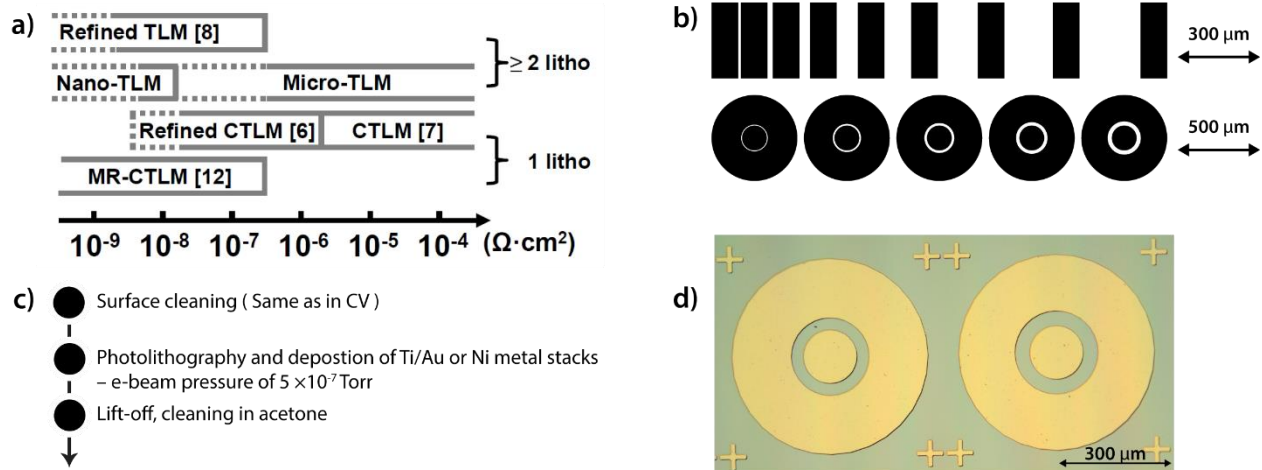 a)
Refined TLM [8]
Nano-TLM
Micro-TLM
≥ 2 litho
Refined CTLM [6]
CTLM [7]
1 litho
MR-CTLM [12]
10⁻⁹ 10⁻⁸ 10⁻⁷ 10⁻⁶ 10⁻⁵ 10⁻⁴ (Ω·cm²)
b)
300 μm
500 μm
c)
Surface cleaning ( Same as in CV )
Photolithography and depostion of Ti/Au or Ni metal stacks
– e-beam pressure of 5 ×10⁻⁷ Torr
Lift-off, cleaning in acetone
d)
300 μm